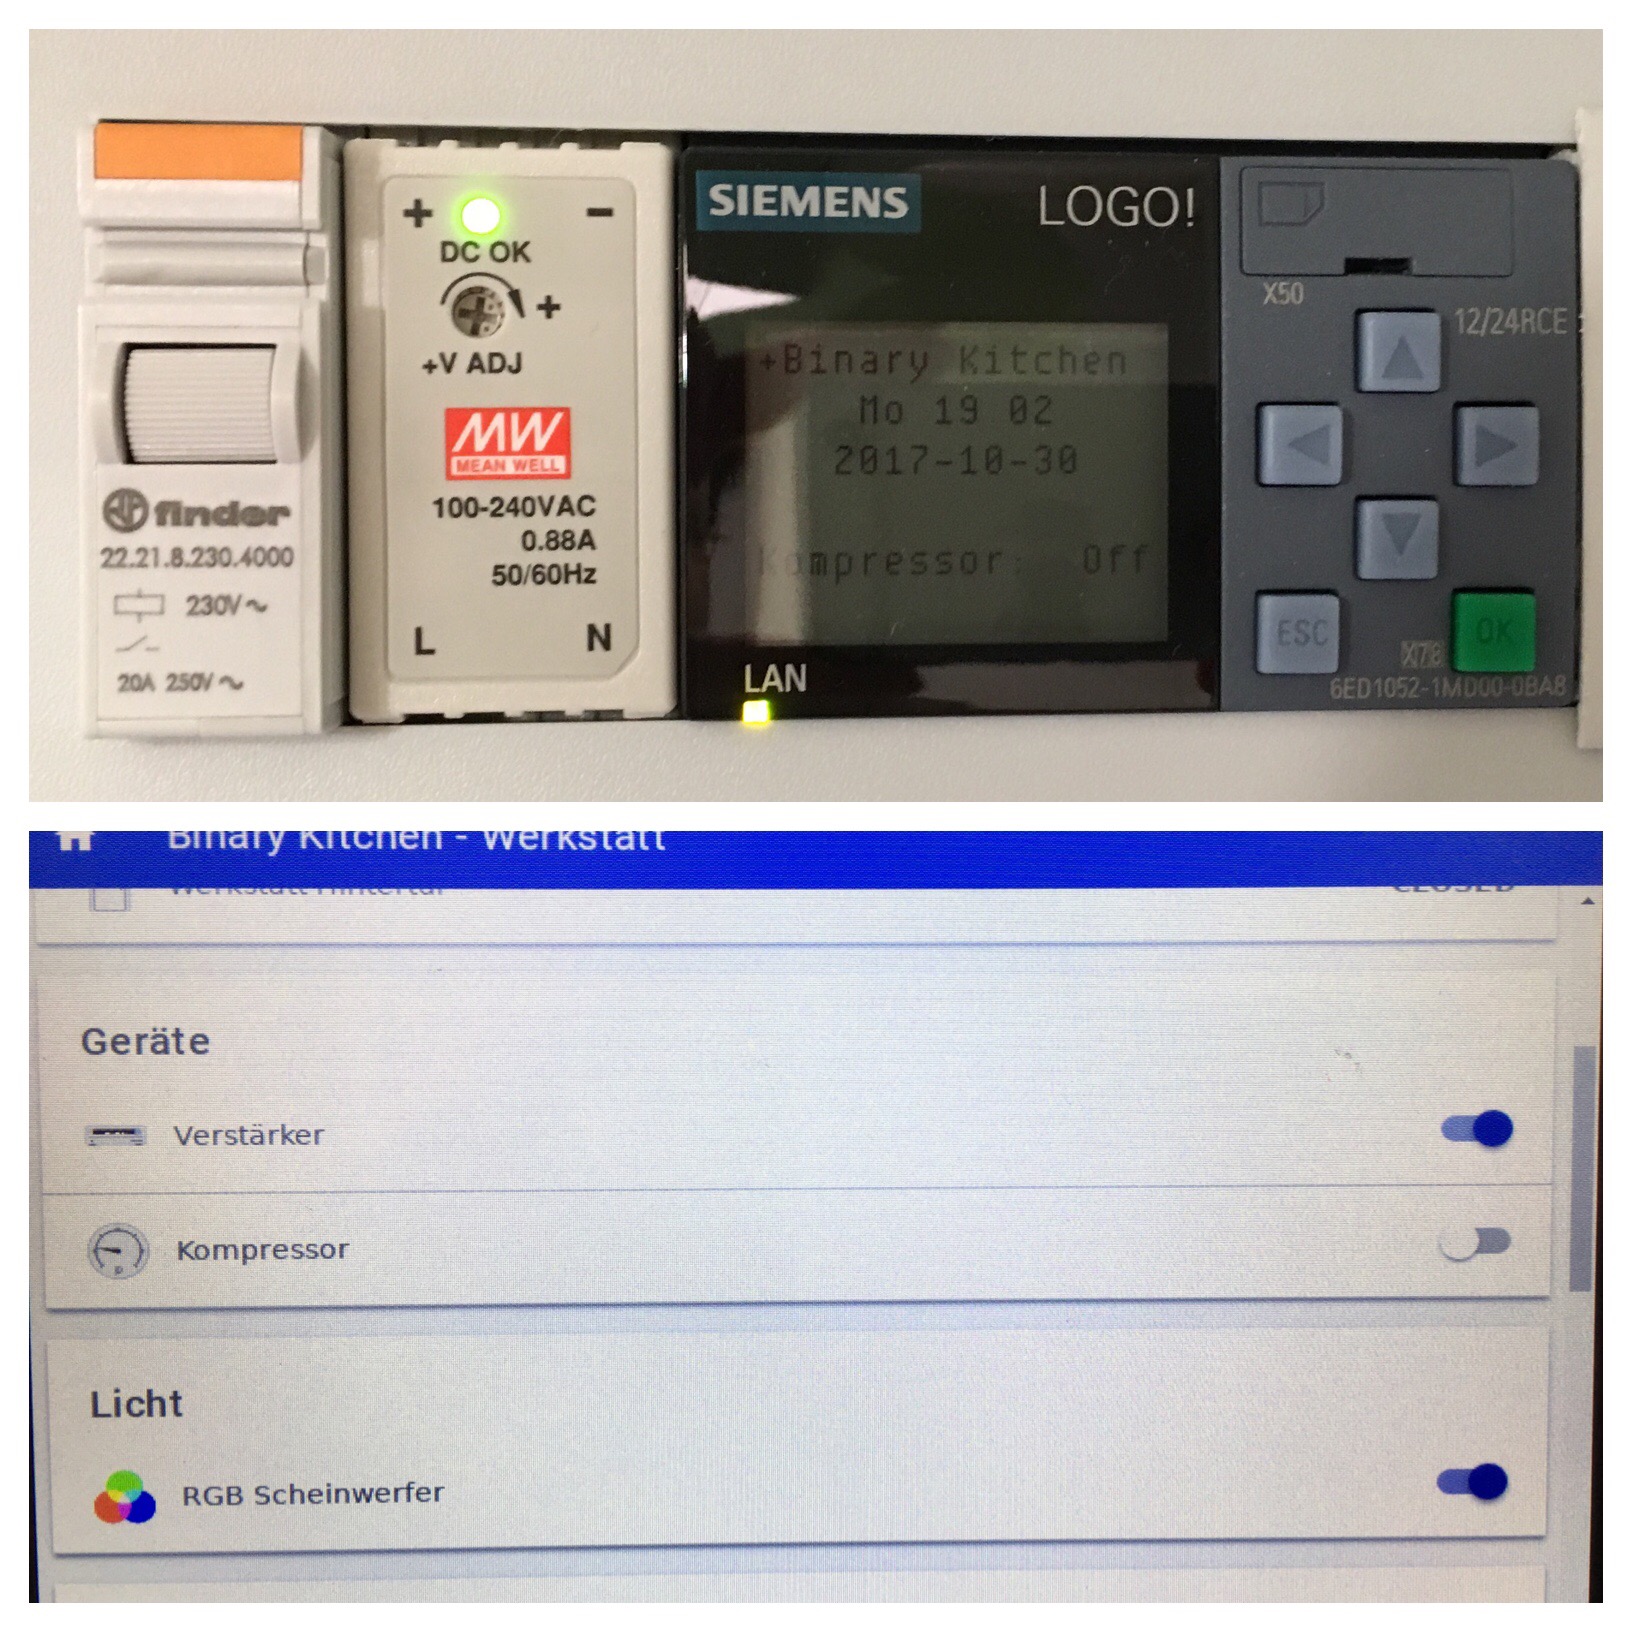 finder
22.21.8.230.4000
230V~
20A 250V~
+ -
DC OK
+
+V ADJ
MW
MEAN WELL
100-240VAC
0.88A
50/60Hz
L N
SIEMENS LOGO!
+Binary Kitchen
Mo 19 02
2017-10-30
Kompressor: Off
LAN
X50
12/24RCE
ESC OK
X78
6ED1052-1MD00-0BA8
Binary Kitchen - Werkstatt
Werkstatt Hintertür CLOSED
Geräte
Verstärker
Kompressor
Licht
RGB Scheinwerfer